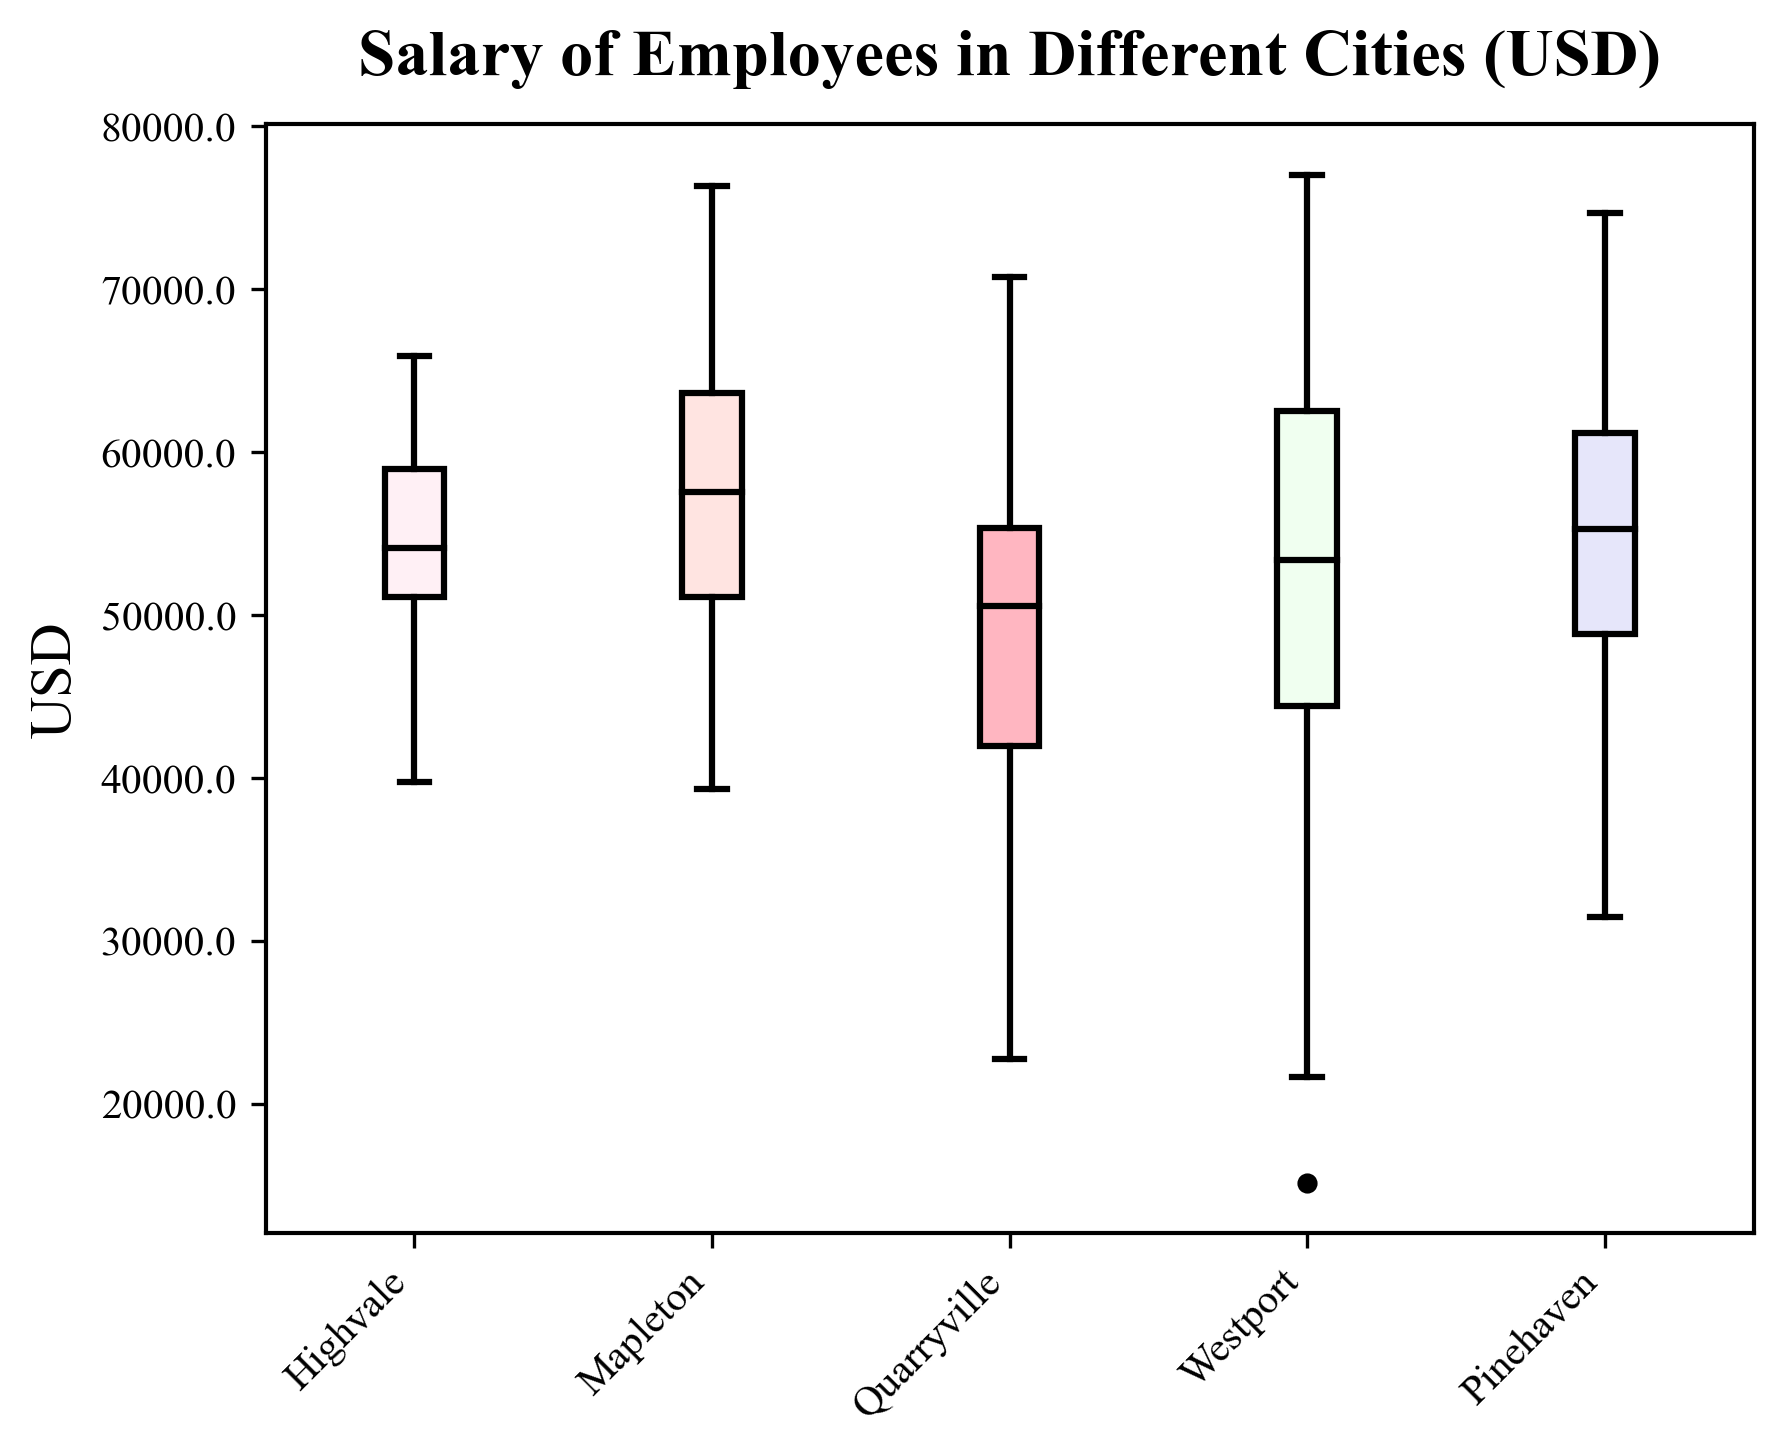 Salary of Employees in Different Cities (USD)
80000.0
70000.0
60000.0
50000.0
40000.0
30000.0
20000.0
USD
Highvale
Mapleton
Quarryville
Westport
Pinehaven